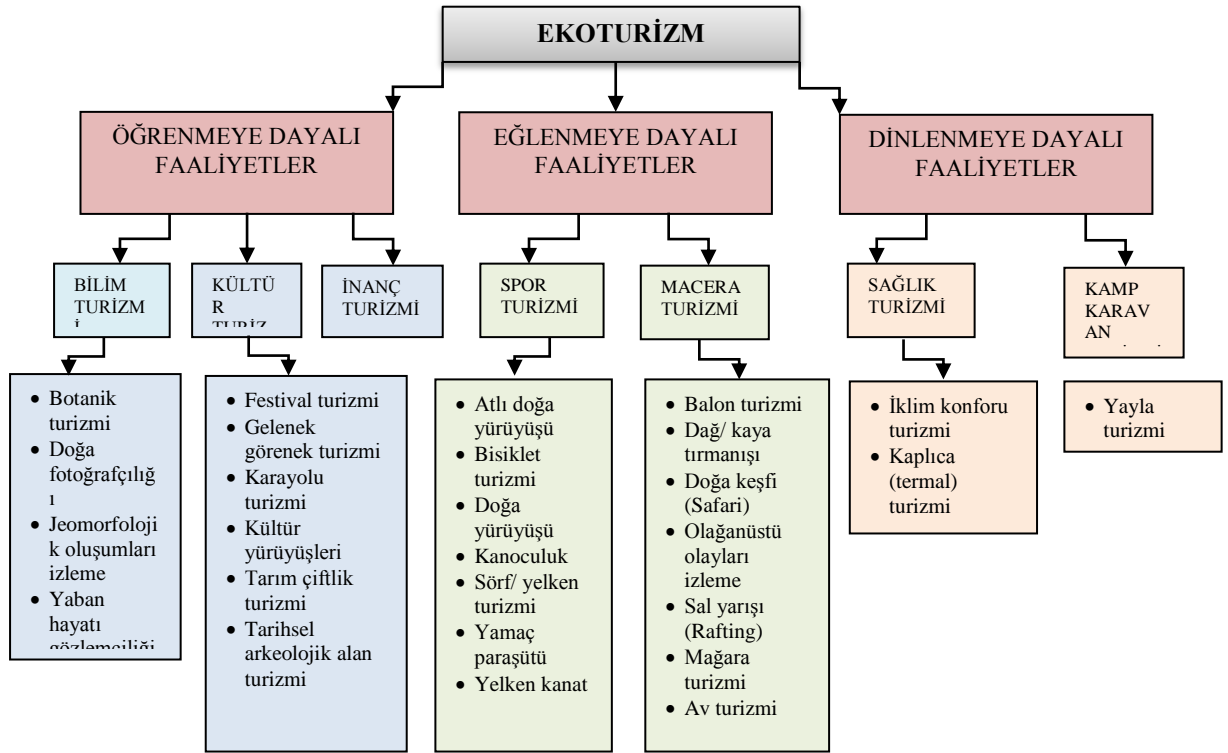 EKOTURİZM
ÖĞRENMEYE DAYALI
FAALİYETLER
EĞLENMEYE DAYALI
FAALİYETLER
DİNLENMEYE DAYALI
FAALİYETLER
BİLİM
TURİZM
İ
KÜLTÜ
R
TURİZ
İNANÇ
TURİZMİ
SPOR
TURİZMİ
MACERA
TURİZMİ
SAĞLIK
TURİZMİ
KAMP
KARAV
AN
• Botanik
turizmi
• Doğa
fotoğrafçılığ
ı
• Jeomorfoloji
k oluşumları
izleme
• Yaban
hayatı
gözlemciliği
• Festival turizmi
• Gelenek
görenek turizmi
• Karayolu
turizmi
• Kültür
yürüyüşleri
• Tarım çiftlik
turizmi
• Tarihsel
arkeolojik alan
turizmi
• Atlı doğa
yürüyüşü
• Bisiklet
turizmi
• Doğa
yürüyüşü
• Kanoculuk
• Sörf/ yelken
turizmi
• Yamaç
paraşütü
• Yelken kanat
• Balon turizmi
• Dağ/ kaya
tırmanışı
• Doğa keşfi
(Safari)
• Olağanüstü
olayları
izleme
• Sal yarışı
(Rafting)
• Mağara
turizmi
• Av turizmi
• İklim konforu
turizmi
• Kaplıca
(termal)
turizmi
• Yayla
turizmi